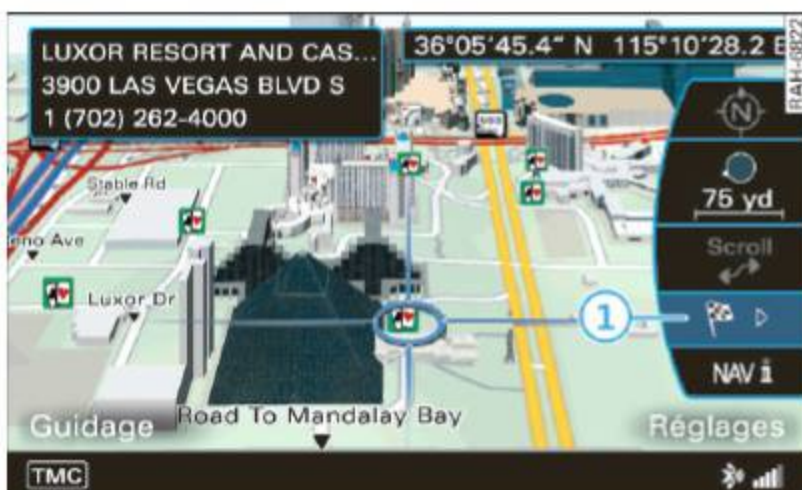 LUXOR RESORT AND CAS...
3900 LAS VEGAS BLVD S
1 (702) 262-4000
36°05'45.4" N 115°10'28.2 E
RAH-6822
N
75 yd
Stable Rd
Scroll
eno Ave
Luxor Dr
1
NAV i
Guidage
Road To Mandalay Bay
Réglages
TMC